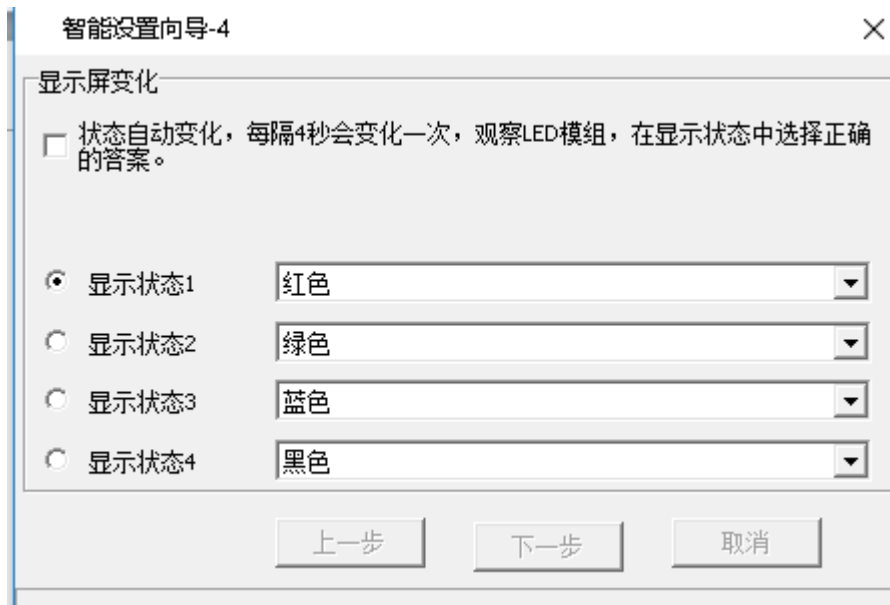 智能设置向导-4
显示屏变化
状态自动变化，每隔4秒会变化一次，观察LED模组，在显示状态中选择正确
的答案。
显示状态1 红色
显示状态2 绿色
显示状态3 蓝色
显示状态4 黑色
上一步 下一步 取消